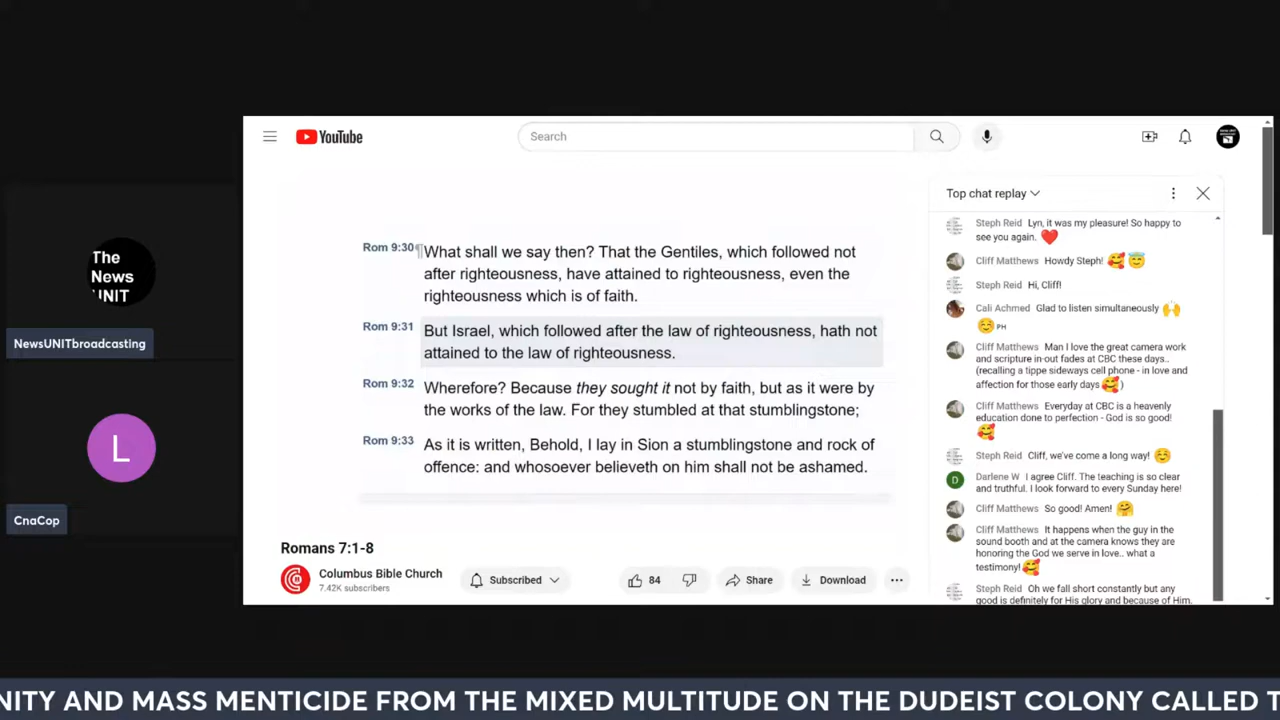 The
News
UNIT
NewsUNITbroadcasting
L
CnaCop
YouTube
Search
Rom 9:30 ¶What shall we say then? That the Gentiles, which followed not
after righteousness, have attained to righteousness, even the
righteousness which is of faith.
Rom 9:31 But Israel, which followed after the law of righteousness, hath not
attained to the law of righteousness.
Rom 9:32 Wherefore? Because they sought it not by faith, but as it were by
the works of the law. For they stumbled at that stumblingstone;
Rom 9:33 As it is written, Behold, I lay in Sion a stumblingstone and rock of
offence: and whosoever believeth on him shall not be ashamed.
Romans 7:1-8
Columbus Bible Church
7.42K subscribers
Subscribed
84
Share
Download
Top chat replay
Steph Reid Lyn, it was my pleasure! So happy to
see you again. ❤️
Cliff Matthews Howdy Steph! 🥰 😇
Steph Reid Hi, Cliff!
Cali Achmed Glad to listen simultaneously 🙌
☺️ PH
Cliff Matthews Man I love the great camera work
and scripture in-out fades at CBC these days..
(recalling a tippe sideways cell phone - in love and
affection for those early days 🥰)
Cliff Matthews Everyday at CBC is a heavenly
education done to perfection - God is so good!
🥰
Steph Reid Cliff, we've come a long way! ☺️
D
Darlene W I agree Cliff. The teaching is so clear
and truthful. I look forward to every Sunday here!
Cliff Matthews So good! Amen! 🤗
Cliff Matthews It happens when the guy in the
sound booth and at the camera knows they are
honoring the God we serve in love.. what a
testimony! 🥰
Steph Reid Oh we fall short constantly but any
good is definitely for His glory and because of Him.
NITY AND MASS MENTICIDE FROM THE MIXED MULTITUDE ON THE DUDEIST COLONY CALLED T